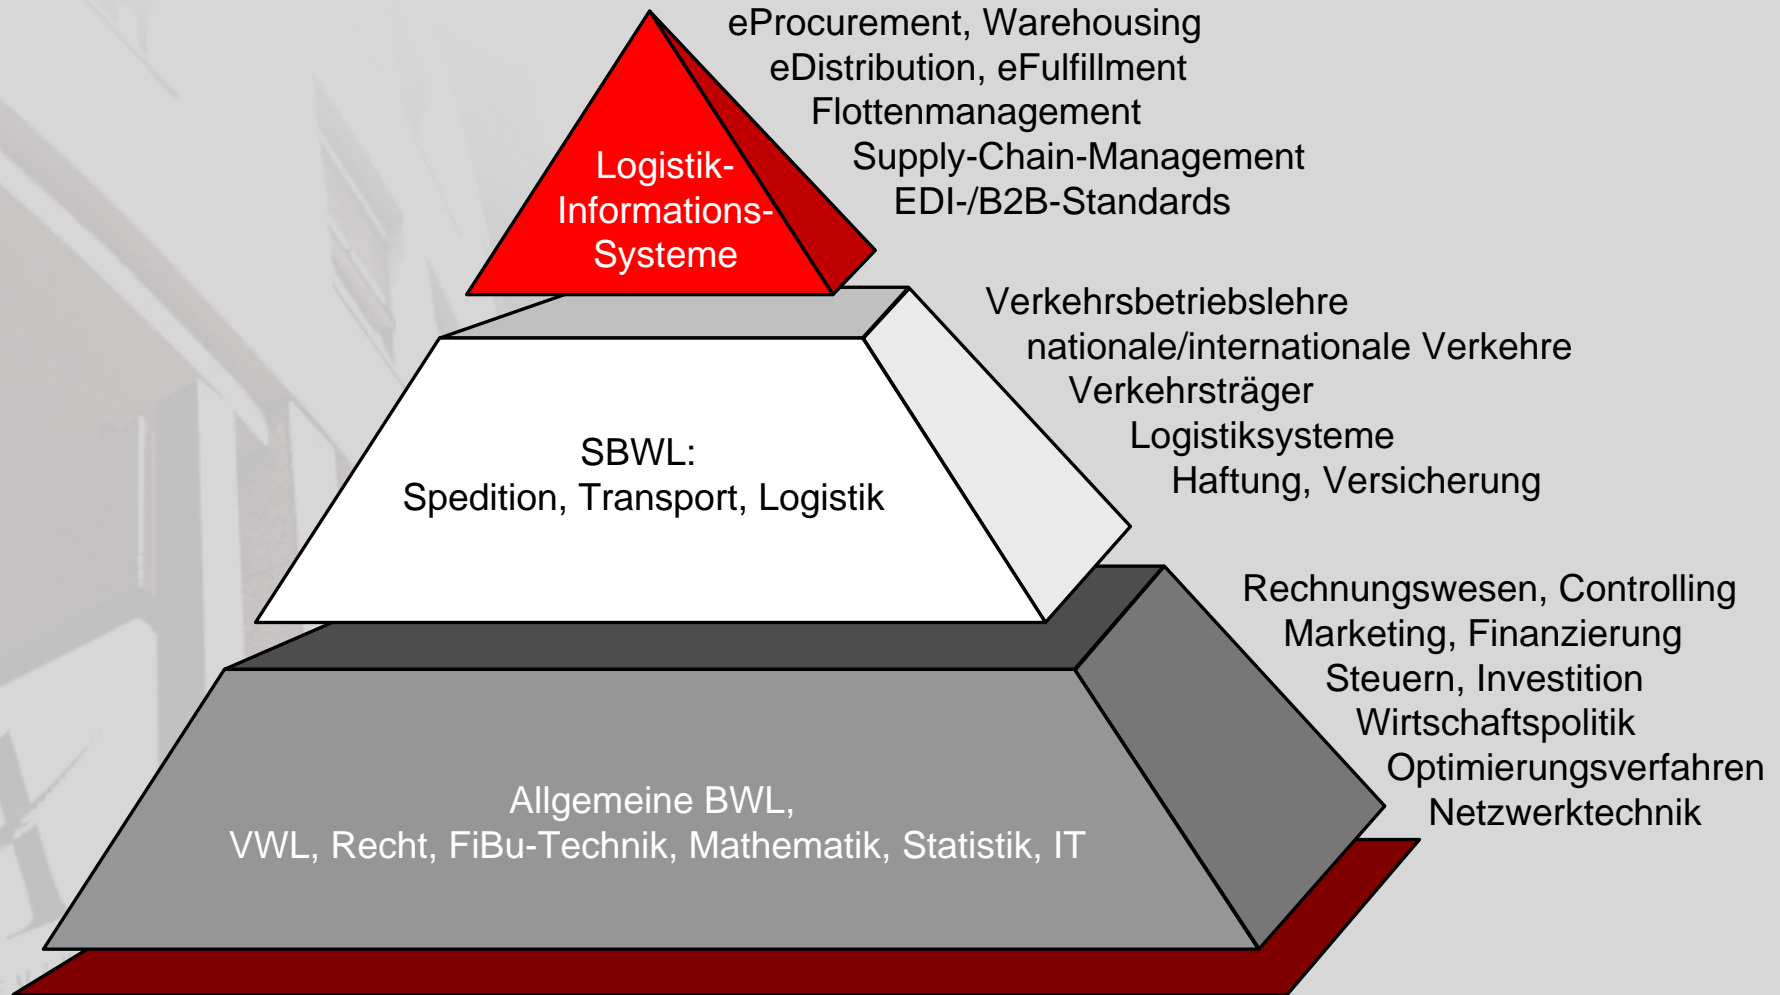 eProcurement, Warehousing
eDistribution, eFulfillment
Flottenmanagement
Supply-Chain-Management
EDI-/B2B-Standards
Logistik-
Informations-
Systeme
Verkehrsbetriebslehre
nationale/internationale Verkehre
Verkehrsträger
Logistiksysteme
Haftung, Versicherung
SBWL:
Spedition, Transport, Logistik
Rechnungswesen, Controlling
Marketing, Finanzierung
Steuern, Investition
Wirtschaftspolitik
Optimierungsverfahren
Netzwerktechnik
Allgemeine BWL,
VWL, Recht, FiBu-Technik, Mathematik, Statistik, IT